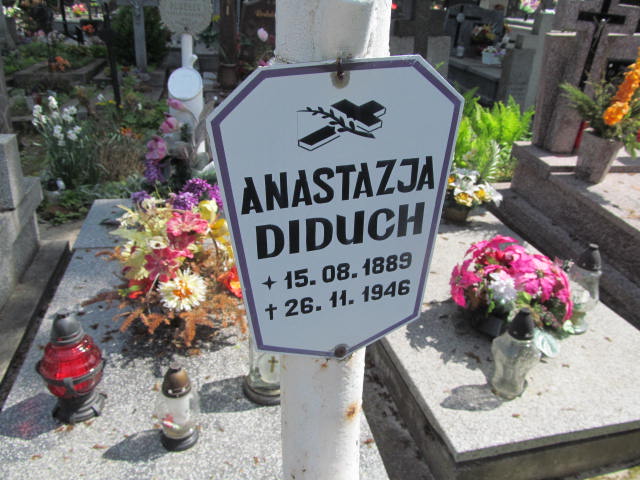 ANASTAZJA
DIDUCH
✦ 15. 08. 1889
✝ 26. 11. 1946